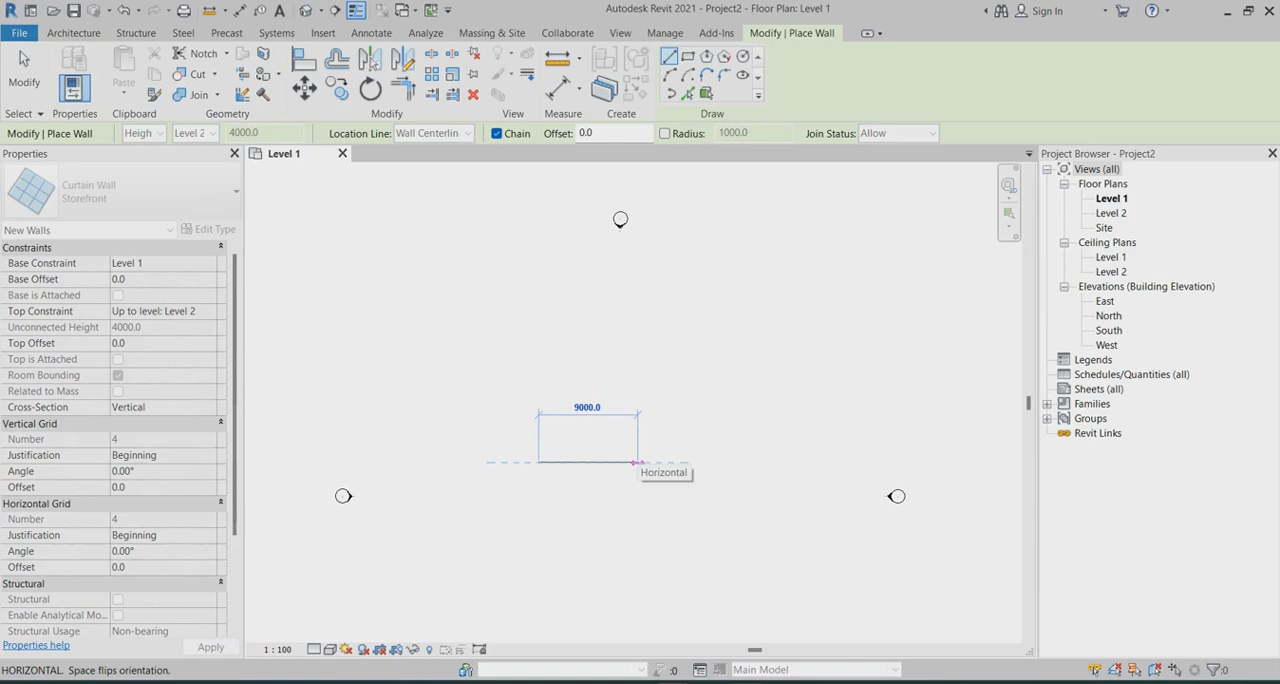 Autodesk Revit 2021 - Project2 - Floor Plan: Level 1
Sign In
File Architecture Structure Steel Precast Systems Insert Annotate Analyze Massing & Site Collaborate View Manage Add-Ins Modify | Place Wall
Modify
Paste
Notch
Cut
Join
Select Properties Clipboard Geometry Modify View Measure Create Draw
Modify | Place Wall Heigh Level 2 4000.0 Location Line: Wall Centerlin Chain Offset: 0.0 Radius: 1000.0 Join Status: Allow
Properties
Curtain Wall
Storefront
New Walls Edit Type
Constraints
Base Constraint Level 1
Base Offset 0.0
Base is Attached
Top Constraint Up to level: Level 2
Unconnected Height 4000.0
Top Offset 0.0
Top is Attached
Room Bounding
Related to Mass
Cross-Section Vertical
Vertical Grid
Number 4
Justification Beginning
Angle 0.00°
Offset 0.0
Horizontal Grid
Number 4
Justification Beginning
Angle 0.00°
Offset 0.0
Structural
Structural
Enable Analytical Mo...
Structural Usage Non-bearing
Properties help Apply
Level 1
9000.0
Horizontal
Project Browser - Project2
Views (all)
Floor Plans
Level 1
Level 2
Site
Ceiling Plans
Level 1
Level 2
Elevations (Building Elevation)
East
North
South
West
Legends
Schedules/Quantities (all)
Sheets (all)
Families
Groups
Revit Links
1 : 100
HORIZONTAL. Space flips orientation. :0 Main Model :0